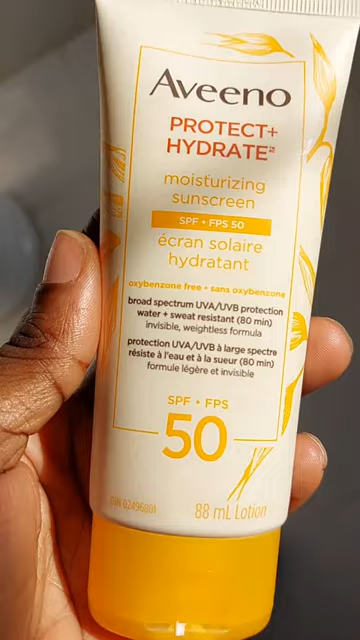 Aveeno
PROTECT+
HYDRATE
moisturizing
sunscreen
SPF • FPS 50
écran solaire
hydratant
oxybenzone free • sans oxybenzone
broad spectrum UVA/UVB protection
water + sweat resistant (80 min)
invisible, weightless formula
protection UVA/UVB à large spectre
résiste à l'eau et à la sueur (80 min)
formule légère et invisible
SPF • FPS
50
DIN 02496801
88 mL Lotion